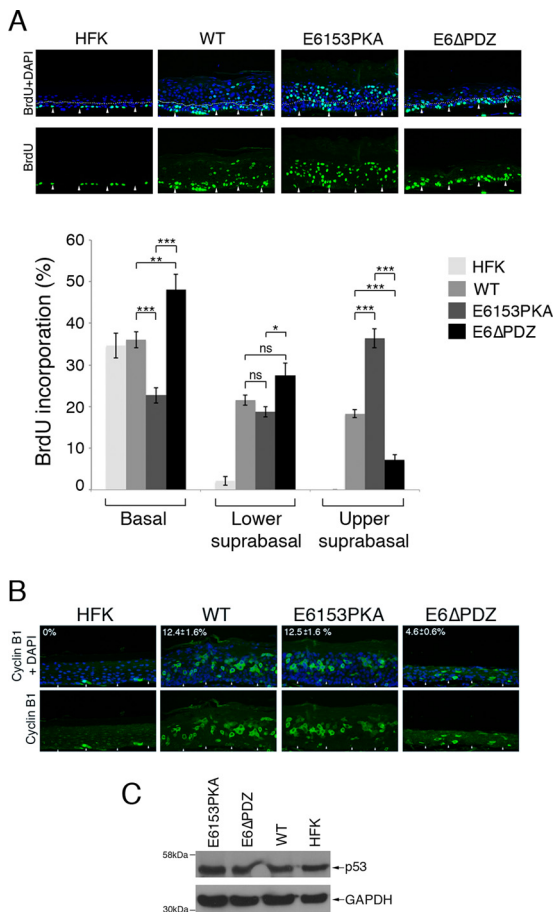 A
HFK WT E6153PKA E6ΔPDZ
BrdU+DAPI
BrdU
BrdU incorporation (%)
60
50
40
30
20
10
0
*** ** ***
ns ns *
*** *** ***
HFK
WT
E6153PKA
E6ΔPDZ
Basal Lower suprabasal Upper suprabasal
B
HFK WT E6153PKA E6ΔPDZ
Cyclin B1 + DAPI
0% 12.4±1.6% 12.5±1.6 % 4.6±0.6%
Cyclin B1
C
E6153PKA E6ΔPDZ WT HFK
58kDa
p53
GAPDH
30kDa